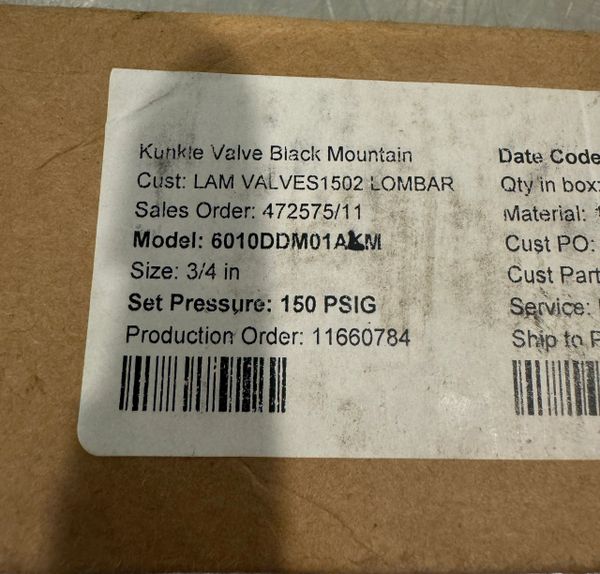 Kunkle Valve Black Mountain
Cust: LAM VALVES1502 LOMBAR
Sales Order: 472575/11
Model:
Size: 3/4 in
Set Pressure: 150 PSIG
Production Order: 11660784
Date Code
Qty in box:
Material:
Cust PO:
Cust Part
Service:
Ship to